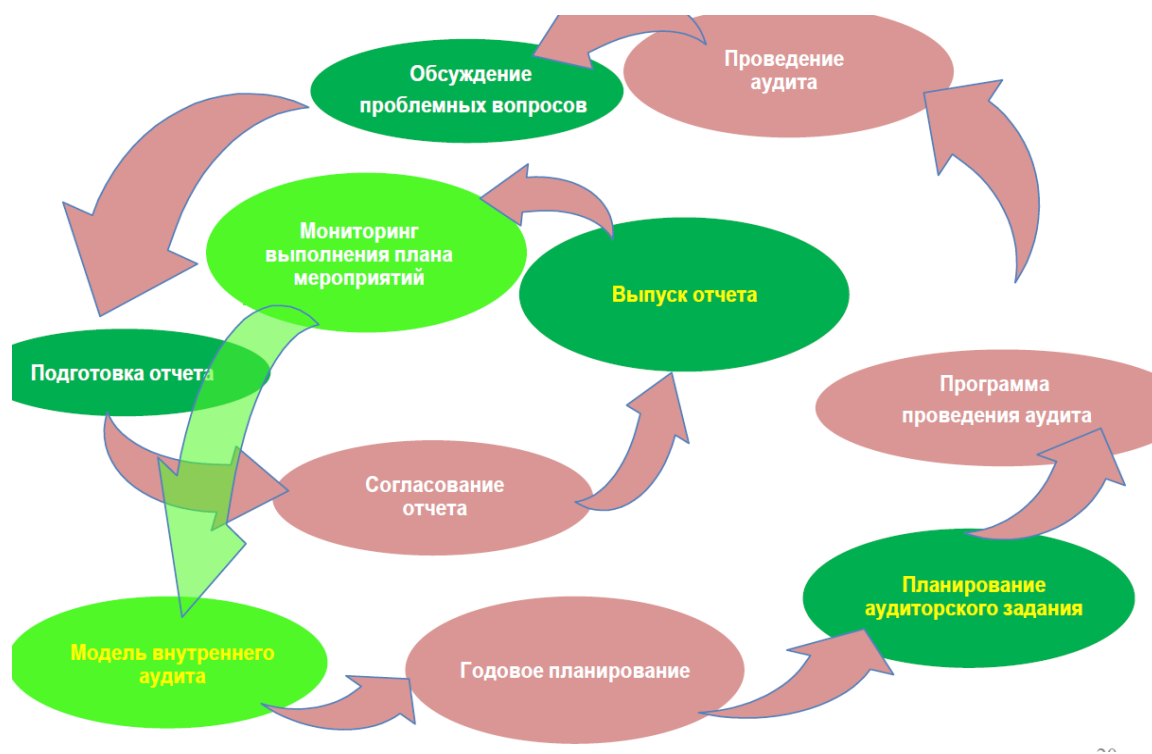 Обсуждение
проблемных вопросов
Проведение
аудита
Мониторинг
выполнения плана
мероприятий
Выпуск отчета
Подготовка отчета
Программа
проведения аудита
Согласование
отчета
Планирование
аудиторского задания
Модель внутреннего
аудита
Годовое планирование